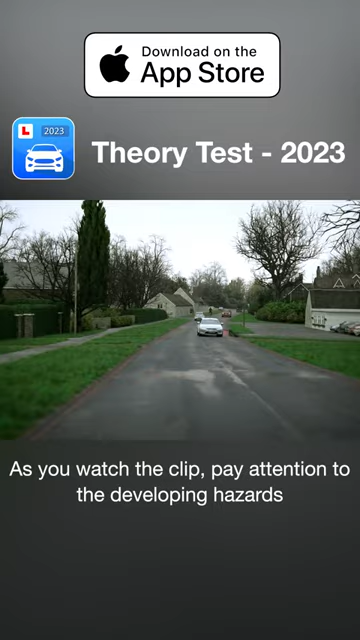 Download on the
App Store
L 2023
Theory Test - 2023
As you watch the clip, pay attention to
the developing hazards